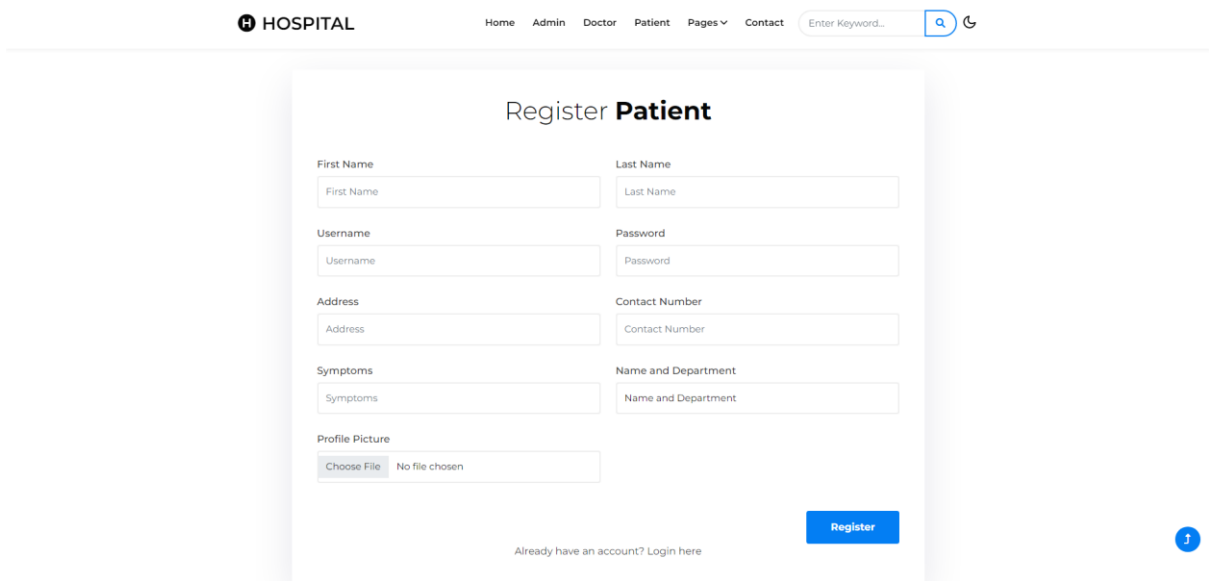 H HOSPITAL Home Admin Doctor Patient Pages Contact Enter Keyword...
Register Patient
First Name Last Name
First Name Last Name
Username Password
Username Password
Address Contact Number
Address Contact Number
Symptoms Name and Department
Symptoms Name and Department
Profile Picture
Choose File No file chosen
Register
Already have an account? Login here